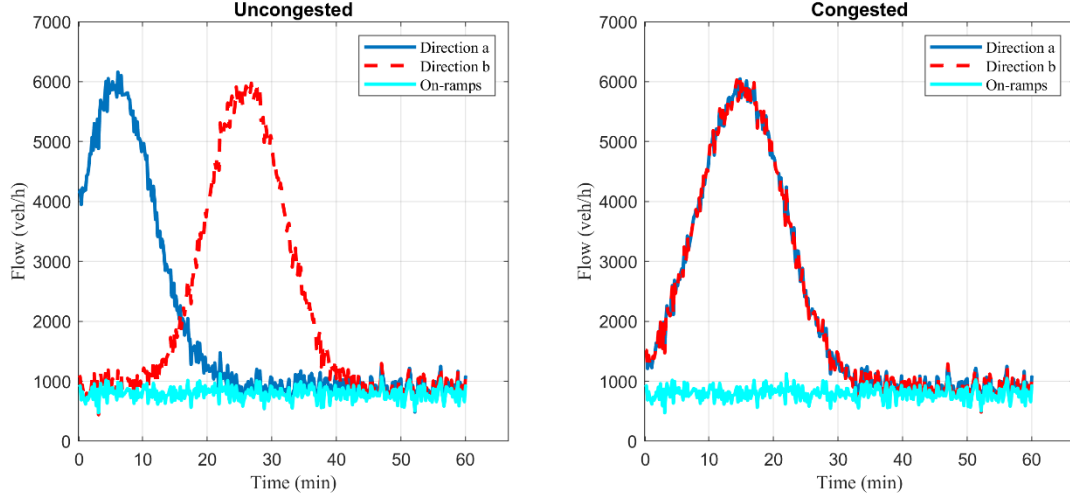 Uncongested
7000
6000
5000
4000
3000
2000
1000
0
Flow (veh/h)
0 10 20 30 40 50 60
Time (min)
Direction a
Direction b
On-ramps
Congested
7000
6000
5000
4000
3000
2000
1000
0
Flow (veh/h)
0 10 20 30 40 50 60
Time (min)
Direction a
Direction b
On-ramps